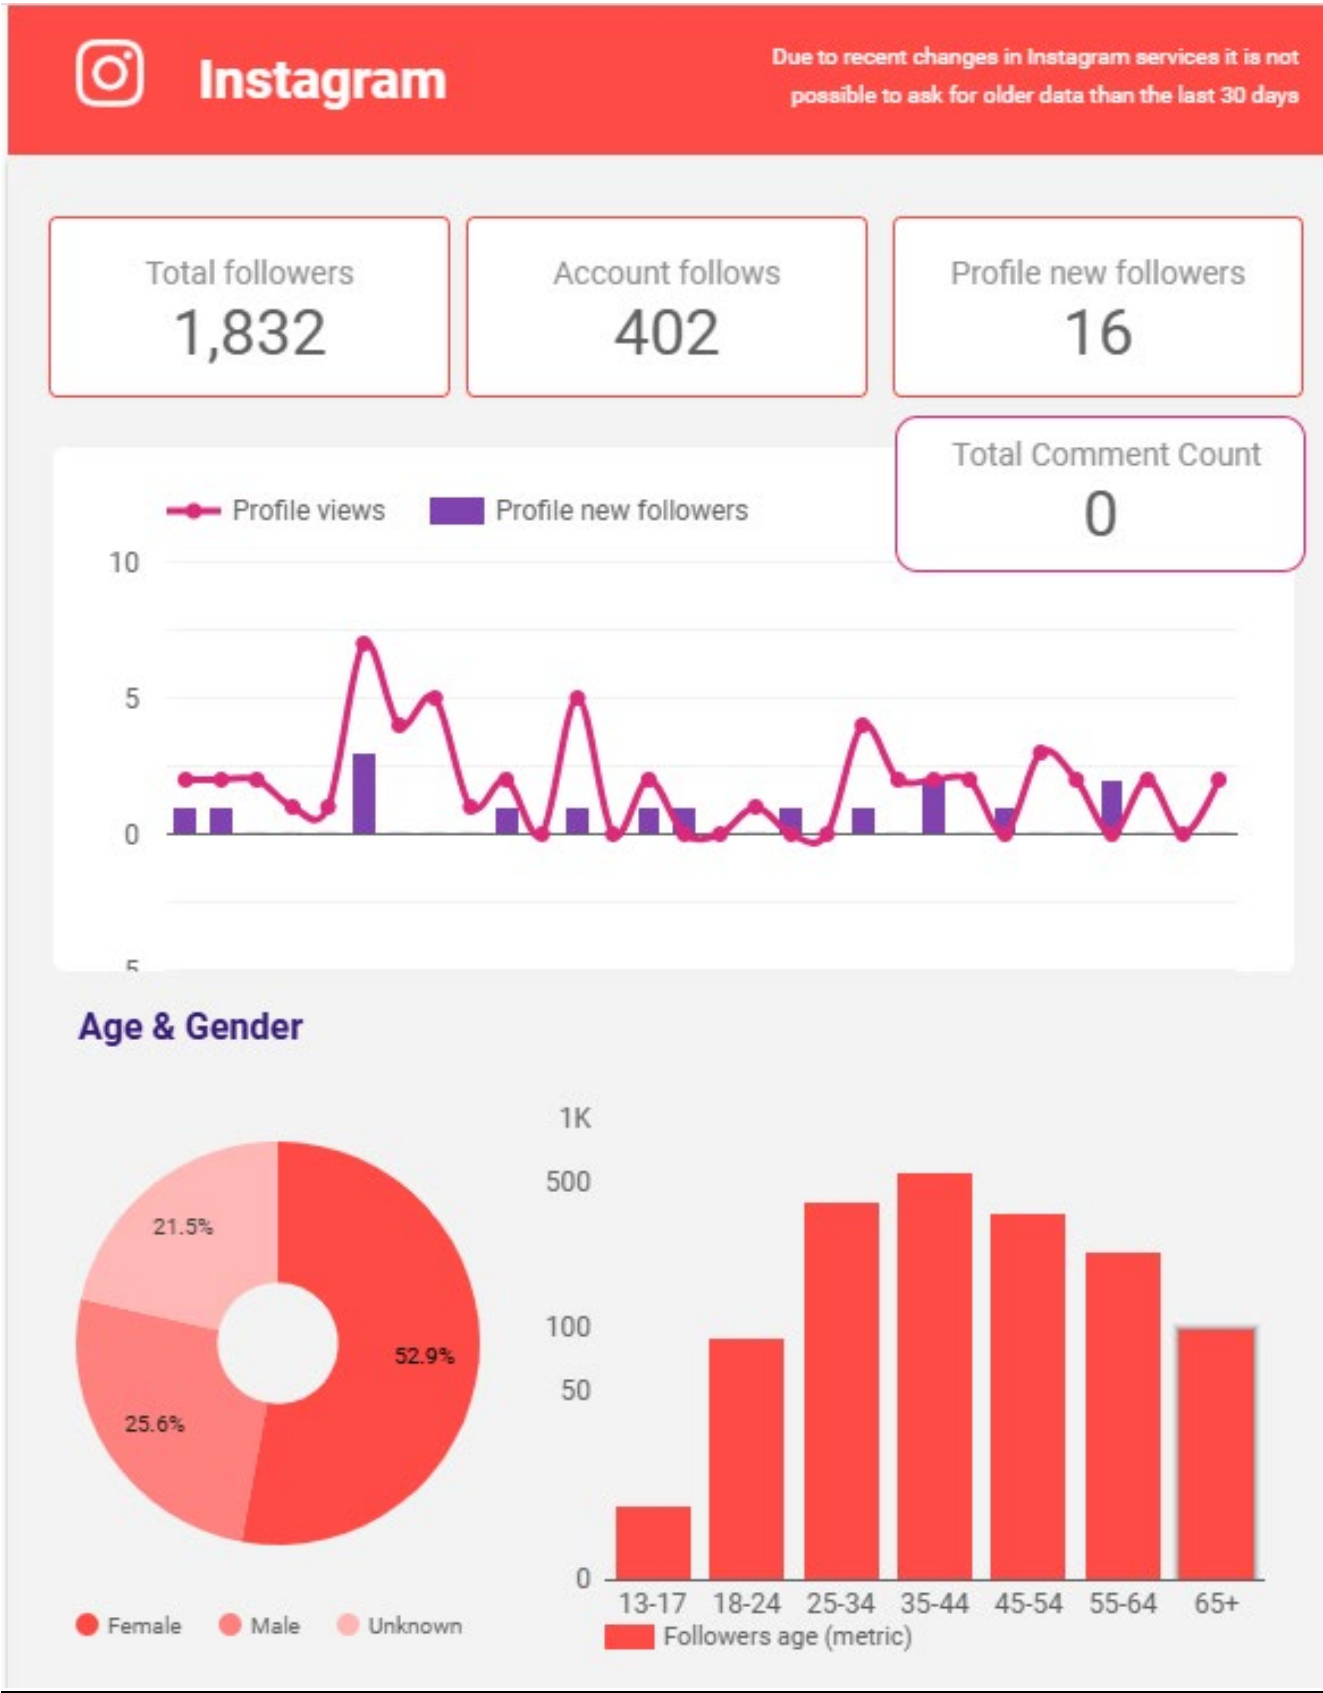 Instagram
Due to recent changes in Instagram services it is not
possible to ask for older data than the last 30 days
Total followers
1,832
Account follows
402
Profile new followers
16
Total Comment Count
0
Profile views
Profile new followers
10
5
0
5
Age & Gender
21.5%
52.9%
25.6%
Female
Male
Unknown
1K
500
100
50
0
13-17 18-24 25-34 35-44 45-54 55-64 65+
Followers age (metric)